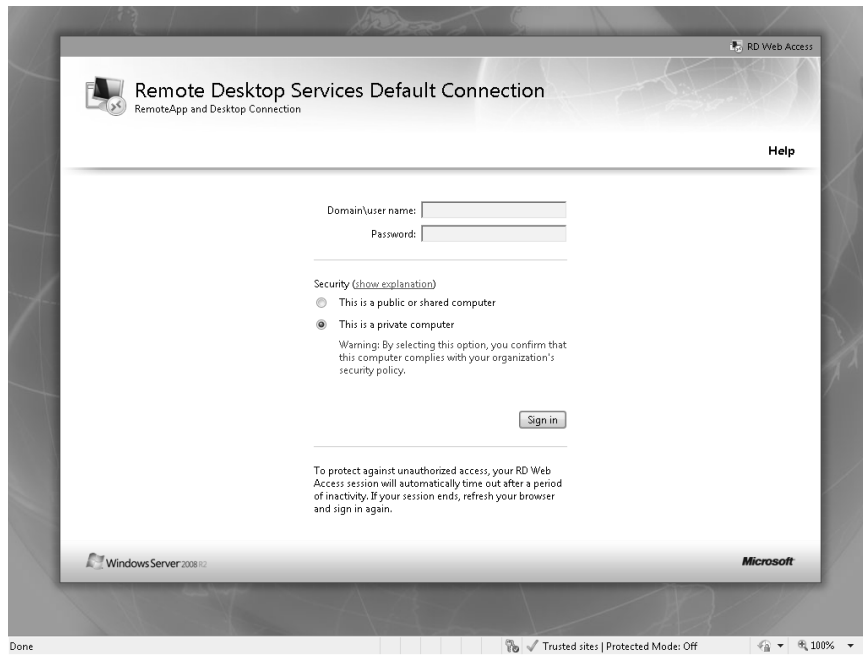 RD Web Access
Remote Desktop Services Default Connection
RemoteApp and Desktop Connection
Help
Domain\user name:
Password:
Security (show explanation)
This is a public or shared computer
This is a private computer
Warning: By selecting this option, you confirm that
this computer complies with your organization's
security policy.
Sign in
To protect against unauthorized access, your RD Web
Access session will automatically time out after a period
of inactivity. If your session ends, refresh your browser
and sign in again.
Windows Server 2008 R2
Microsoft
Done
Trusted sites | Protected Mode: Off
100%